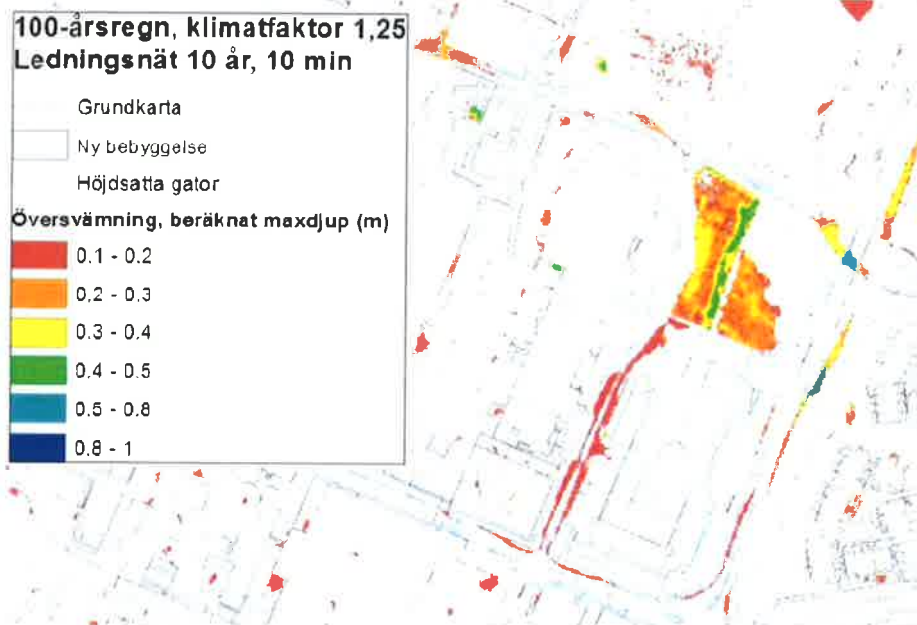 100-årsregn, klimatfaktor 1,25
Ledningsnät 10 år, 10 min
Grundkarta
Ny bebyggelse
Höjdsatta gator
Översvämning, beräknat maxdjup (m)
0.1 - 0.2
0.2 - 0.3
0.3 - 0.4
0.4 - 0.5
0.5 - 0.8
0.8 - 1